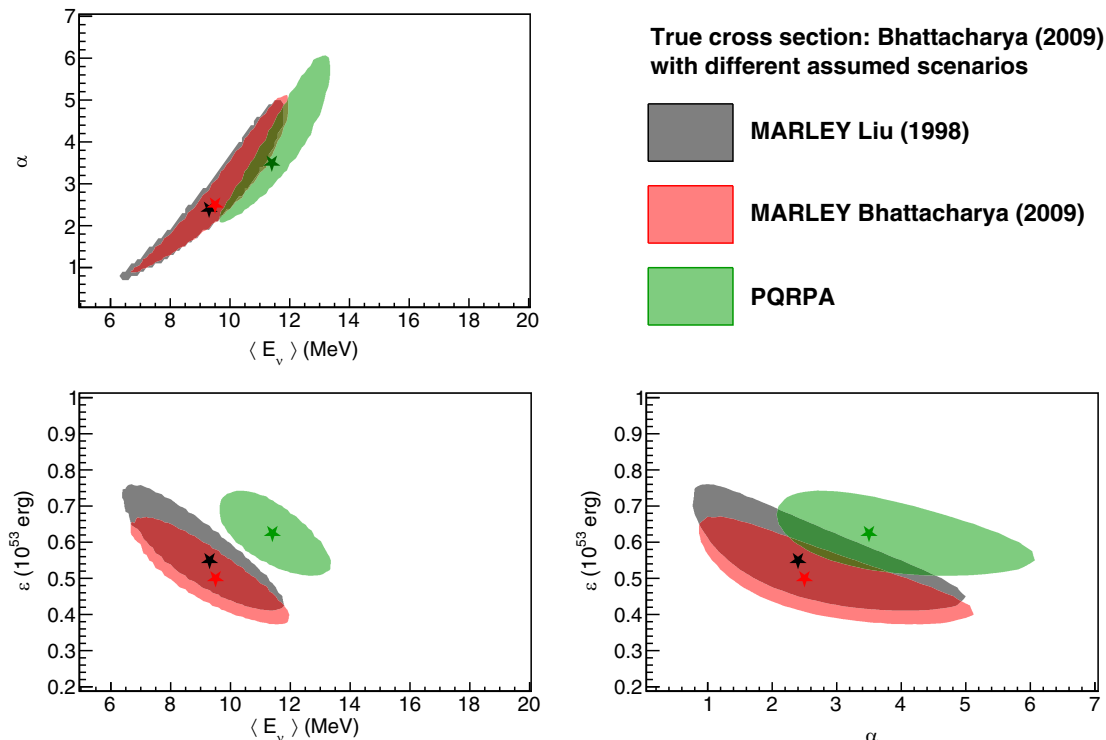 7
6
5
4
3
2
1
α
6 8 10 12 14 16 18 20
⟨ E_ν ⟩ (MeV)
True cross section: Bhattacharya (2009)
with different assumed scenarios
MARLEY Liu (1998)
MARLEY Bhattacharya (2009)
PQRPA
1
0.9
0.8
0.7
0.6
0.5
0.4
0.3
0.2
ε (10^53 erg)
6 8 10 12 14 16 18 20
⟨ E_ν ⟩ (MeV)
1
0.9
0.8
0.7
0.6
0.5
0.4
0.3
0.2
ε (10^53 erg)
1 2 3 4 5 6 7
α